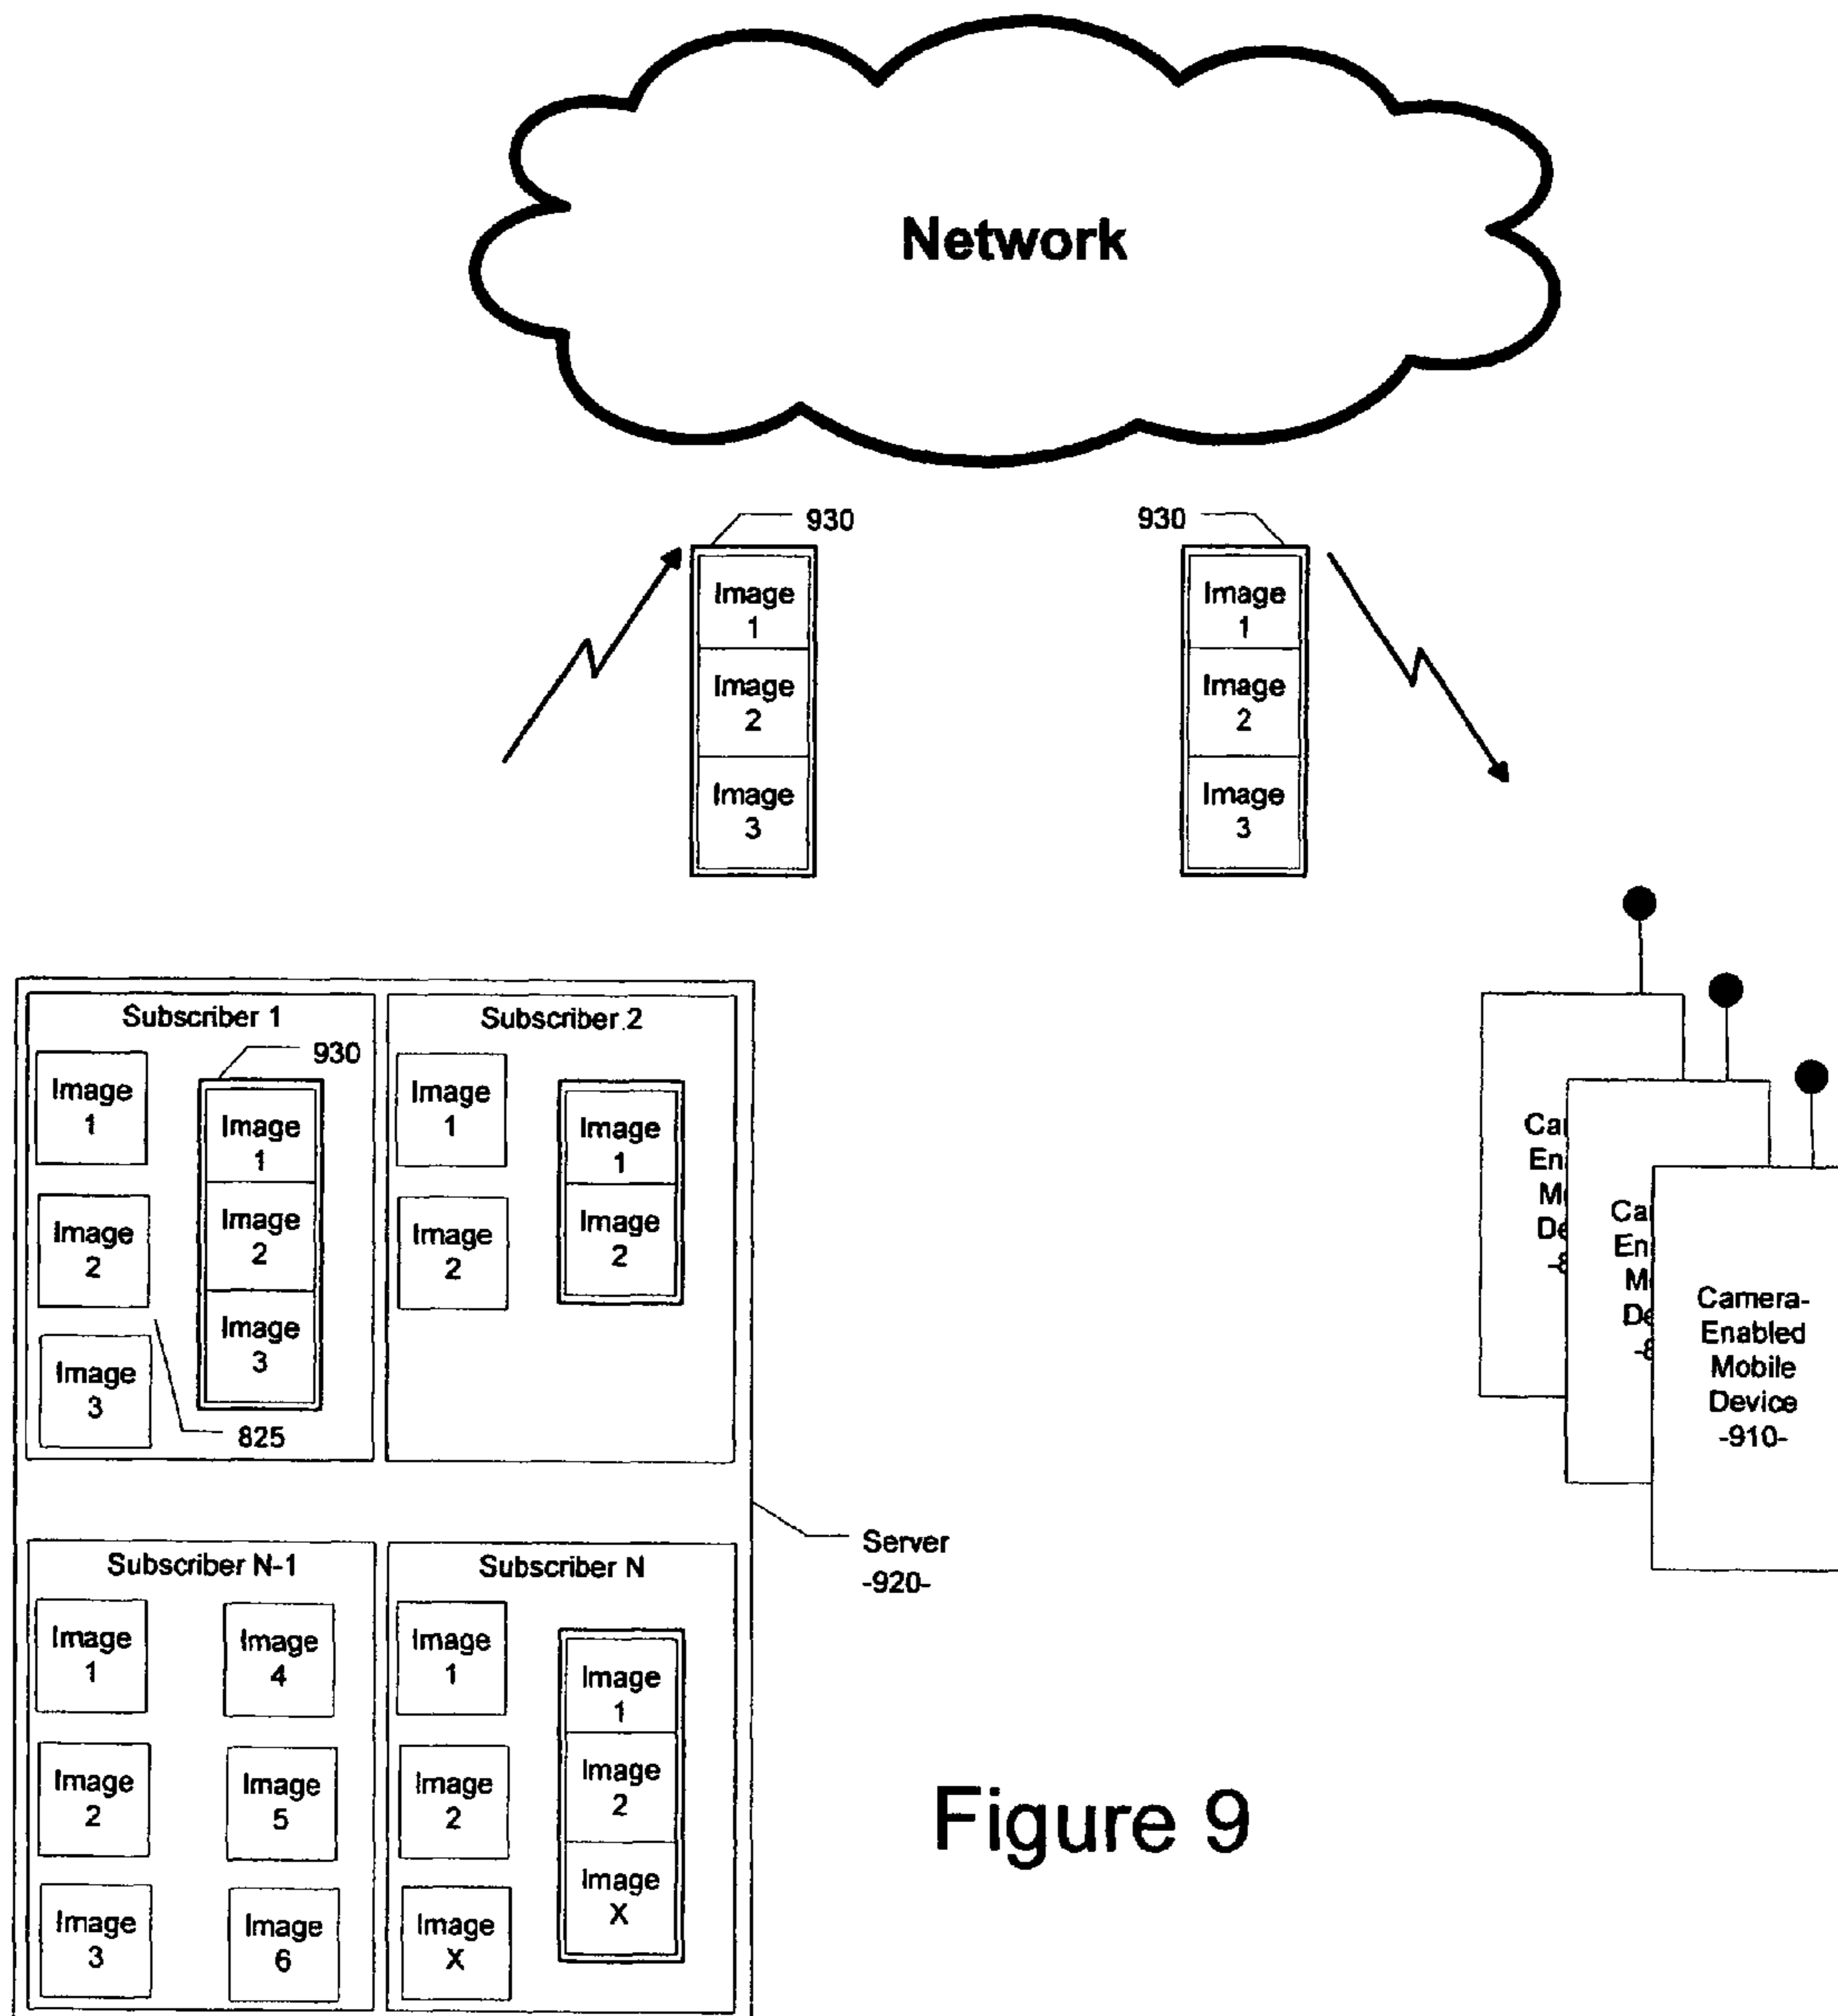 Network
930
930
Image
1
Image
2
Image
3
Image
1
Image
2
Image
3
Subscriber 1
930
Image
1
Image
2
Image
3
Image
1
Image
2
Image
3
825
Subscriber 2
Image
1
Image
2
Image
1
Image
2
Server
-920-
Subscriber N-1
Image
1
Image
2
Image
3
Image
4
Image
5
Image
6
Subscriber N
Image
1
Image
2
Image
X
Image
1
Image
2
Image
X
Camera-
Enabled
Mobile
Device
-910-
Figure 9